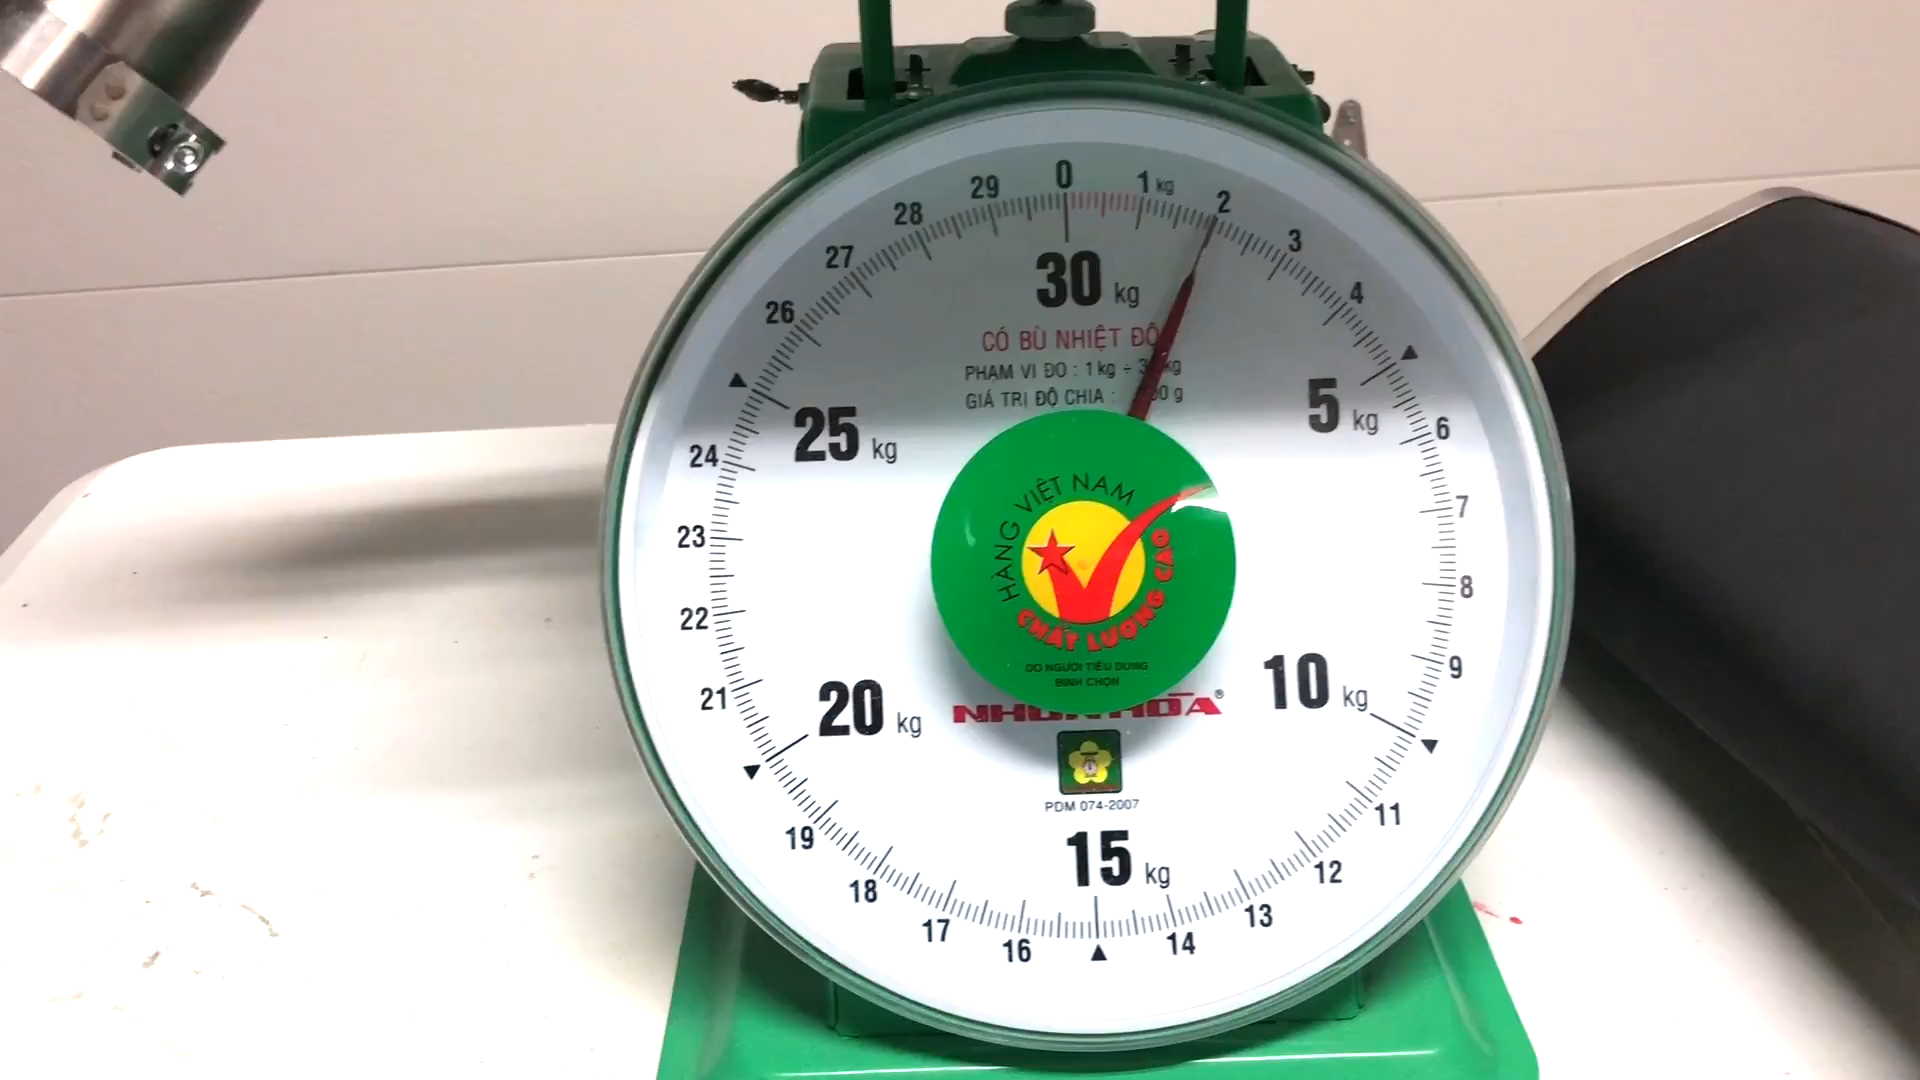 0
1 kg
2
3
4
5 kg
6
7
8
9
10 kg
11
12
13
14
15 kg
16
17
18
19
20 kg
21
22
23
24
25 kg
26
27
28
29
30 kg
CÓ BÙ NHIỆT ĐỘ
PHẠM VI ĐO : 1 kg ÷ kg
GIÁ TRỊ ĐỘ CHIA : g
HÀNG VIỆT NAM
CHẤT LƯỢNG CAO
DO NGƯỜI TIÊU DÙNG
BÌNH CHỌN
PDM 074-2007